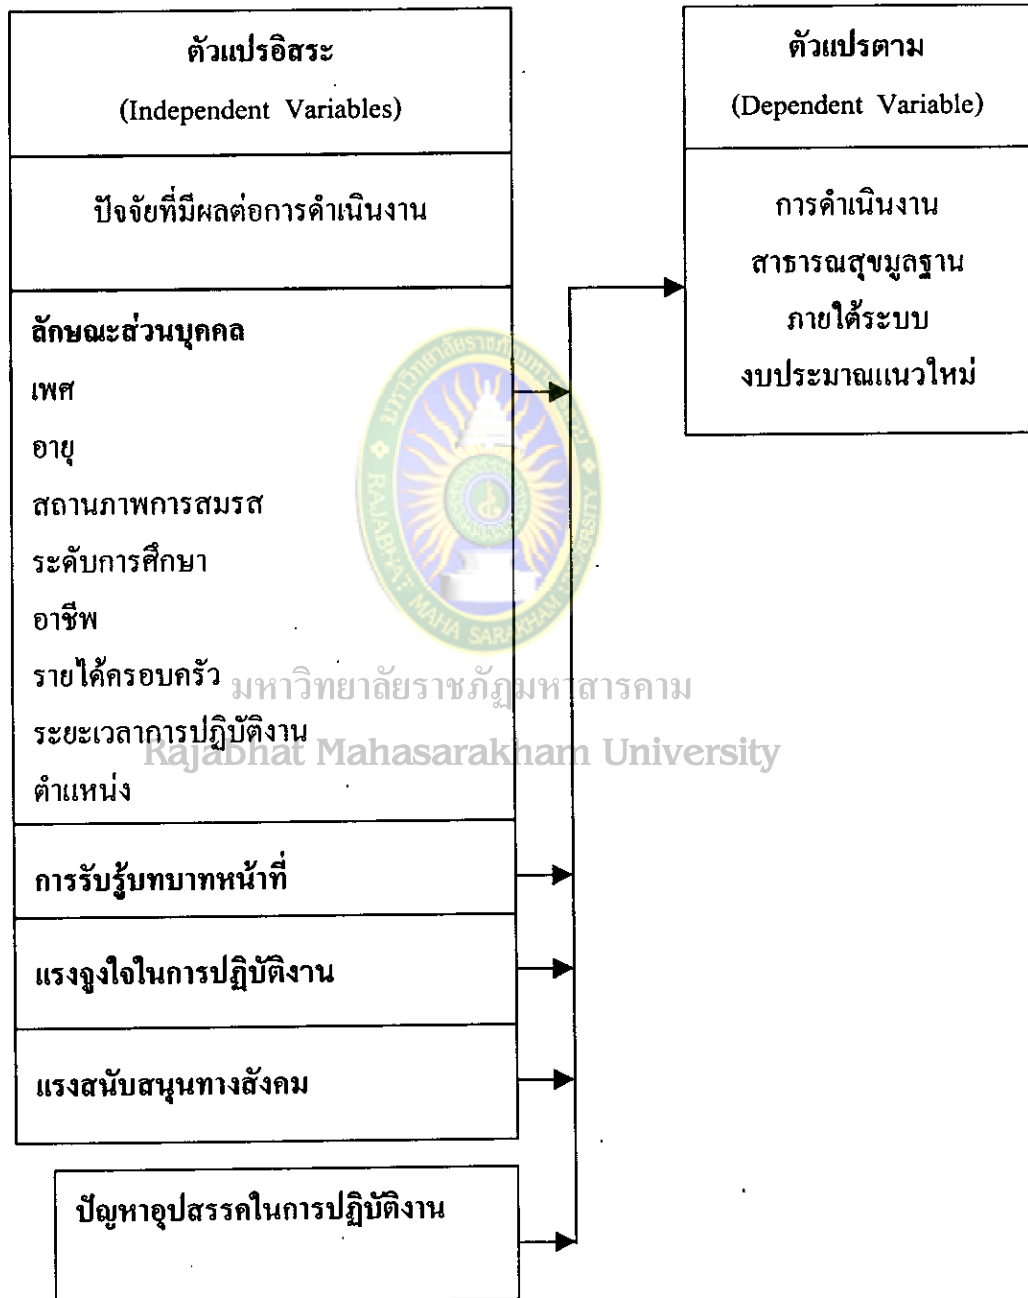 ตัวแปรอิสระ
(Independent Variables)
ปัจจัยที่มีผลต่อการดำเนินงาน
ลักษณะส่วนบุคคล
เพศ
อายุ
สถานภาพการสมรส
ระดับการศึกษา
อาชีพ
รายได้ครอบครัว
ระยะเวลาการปฏิบัติงาน
ตำแหน่ง
การรับรู้บทบาทหน้าที่
แรงจูงใจในการปฏิบัติงาน
แรงสนับสนุนทางสังคม
ปัญหาอุปสรรคในการปฏิบัติงาน
ตัวแปรตาม
(Dependent Variable)
การดำเนินงาน
สาธารณสุขมูลฐาน
ภายใต้ระบบ
งบประมาณแนวใหม่
RAJABHAT MAHA SARAKHAM UNIVERSITY
มหาวิทยาลัยราชภัฏมหาสารคาม
Rajabhat Mahasarakham University